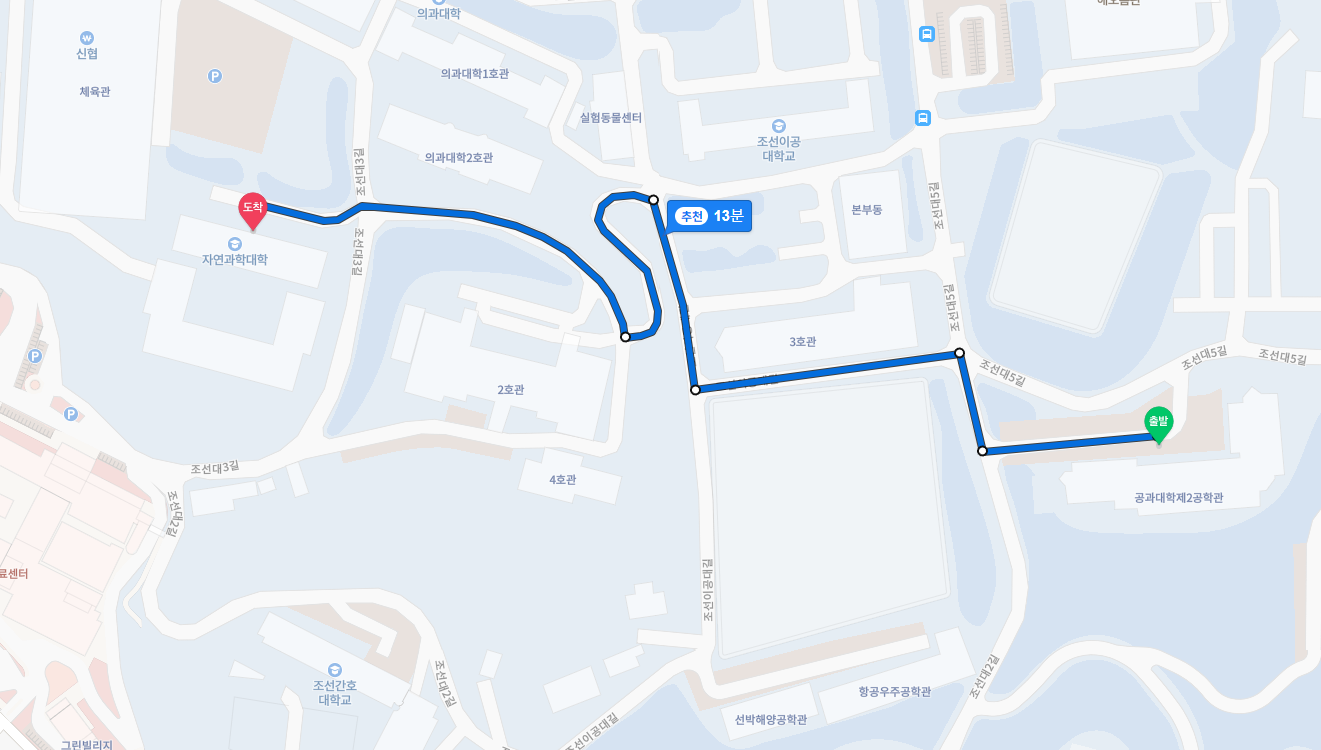 의과대학
해오름관
신협
P
의과대학1호관
체육관
실험동물센터
조선이공
대학교
의과대학2호관
조선대3길
조선대5길
도착
본부동
추천 13분
조선대3길
자연과학대학
조선대5길
3호관
조선대5길
조선대5길
조선대5길
P
2호관
출발
P
조선대3길
4호관
공과대학제2공학관
조선대2길
료센터
조선이공대길
조선간호
대학교
조선대2길
조선대2길
항공우주공학관
선박해양공학관
조선이공대길
그린빌리지